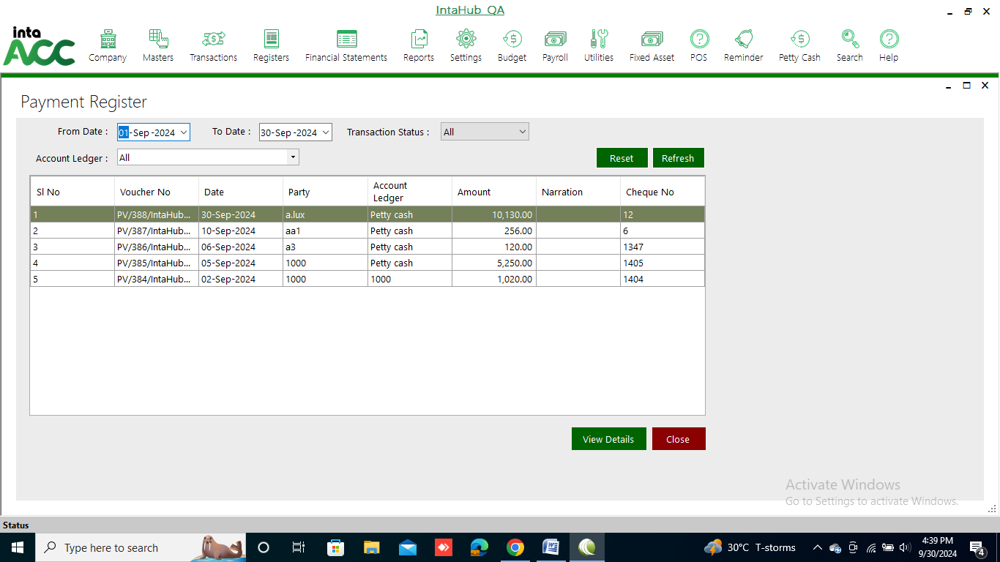 IntaHub_QA
inta
ACC
Company Masters Transactions Registers Financial Statements Reports Settings Budget Payroll Utilities Fixed Asset POS Reminder Petty Cash Search Help
Payment Register
From Date : 01-Sep -2024 To Date : 30-Sep -2024 Transaction Status : All
Account Ledger : All Reset Refresh
Sl No Voucher No Date Party Account Ledger Amount Narration Cheque No
1 PV/388/IntaHub... 30-Sep-2024 a.lux Petty cash 10,130.00 12
2 PV/387/IntaHub... 10-Sep-2024 aa1 Petty cash 256.00 6
3 PV/386/IntaHub... 06-Sep-2024 a3 Petty cash 120.00 1347
4 PV/385/IntaHub... 05-Sep-2024 1000 Petty cash 5,250.00 1405
5 PV/384/IntaHub... 02-Sep-2024 1000 1000 1,020.00 1404
View Details Close
Activate Windows
Go to Settings to activate Windows.
Status
Type here to search 30°C T-storms 4:39 PM
9/30/2024 4